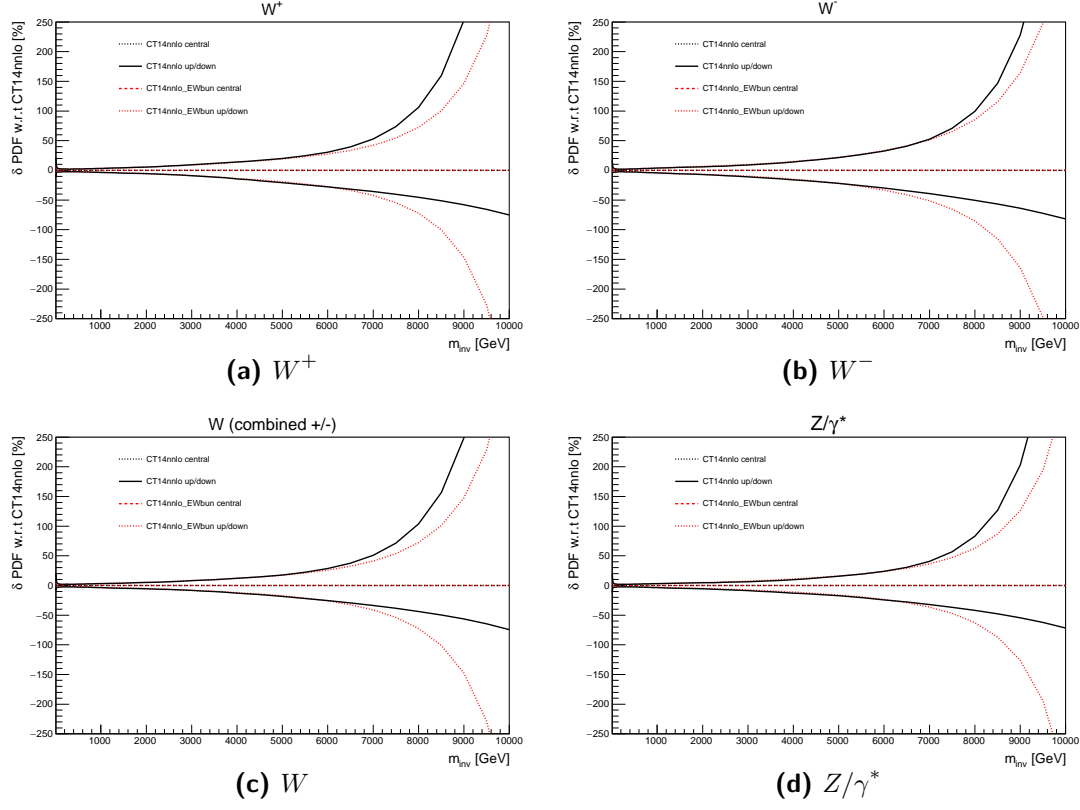 W+
δ PDF w.r.t CT14nnlo [%]
250
200
150
100
50
0
−50
−100
−150
−200
−250
CT14nnlo central
CT14nnlo up/down
CT14nnlo_EWbun central
CT14nnlo_EWbun up/down
1000 2000 3000 4000 5000 6000 7000 8000 9000 10000
m_inv [GeV]
(a) W+
W-
δ PDF w.r.t CT14nnlo [%]
250
200
150
100
50
0
−50
−100
−150
−200
−250
CT14nnlo central
CT14nnlo up/down
CT14nnlo_EWbun central
CT14nnlo_EWbun up/down
1000 2000 3000 4000 5000 6000 7000 8000 9000 10000
m_inv [GeV]
(b) W−
W (combined +/-)
δ PDF w.r.t CT14nnlo [%]
250
200
150
100
50
0
−50
−100
−150
−200
−250
CT14nnlo central
CT14nnlo up/down
CT14nnlo_EWbun central
CT14nnlo_EWbun up/down
1000 2000 3000 4000 5000 6000 7000 8000 9000 10000
m_inv [GeV]
(c) W
Z/γ*
δ PDF w.r.t CT14nnlo [%]
250
200
150
100
50
0
−50
−100
−150
−200
−250
CT14nnlo central
CT14nnlo up/down
CT14nnlo_EWbun central
CT14nnlo_EWbun up/down
1000 2000 3000 4000 5000 6000 7000 8000 9000 10000
m_inv [GeV]
(d) Z/γ*